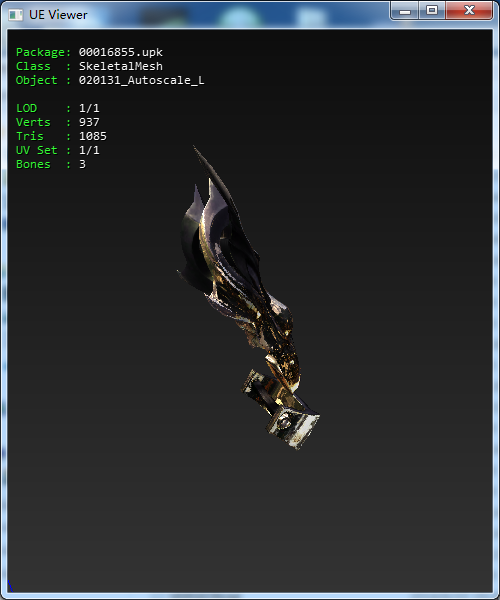 UE Viewer
Package: 00016855.upk
Class : SkeletalMesh
Object : 020131_Autoscale_L
LOD : 1/1
Verts : 937
Tris : 1085
UV Set : 1/1
Bones : 3